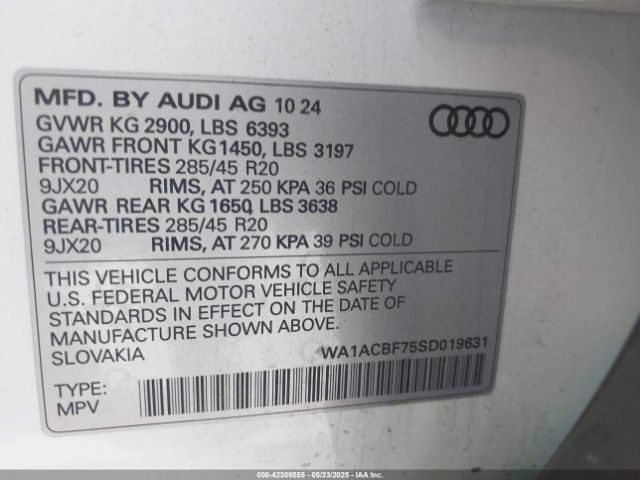 MFD. BY AUDI AG 10 24
GVWR KG 2900, LBS 6393
GAWR FRONT KG1450, LBS 3197
FRONT-TIRES 285/45 R20
9JX20 RIMS, AT 250 KPA 36 PSI COLD
GAWR REAR KG 1650, LBS 3638
REAR-TIRES 285/45 R20
9JX20 RIMS, AT 270 KPA 39 PSI COLD
THIS VEHICLE CONFORMS TO ALL APPLICABLE
U.S. FEDERAL MOTOR VEHICLE SAFETY
STANDARDS IN EFFECT ON THE DATE OF
MANUFACTURE SHOWN ABOVE.
SLOVAKIA WA1ACBF75SD019631
TYPE:
MPV
000-42309555 - 05/23/2025 - IAA, Inc.